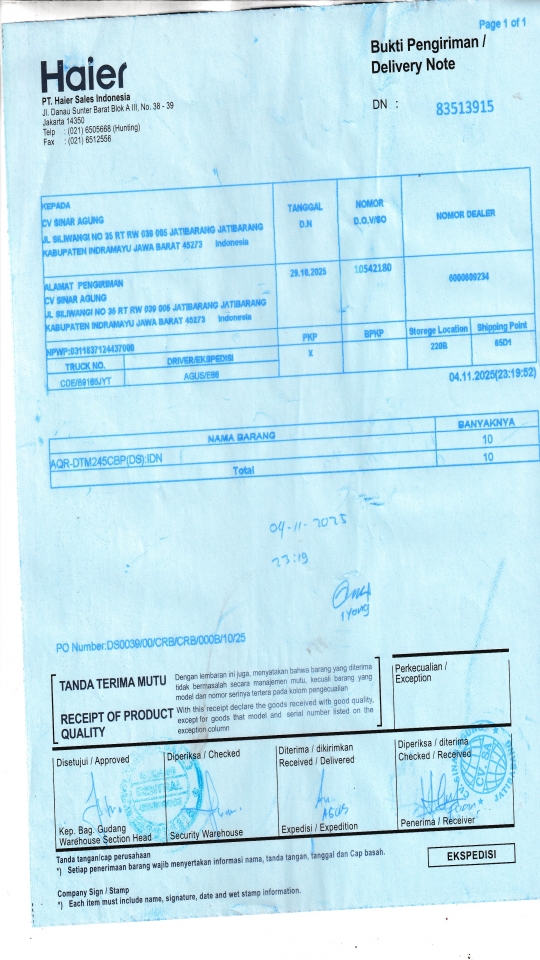 Page 1 of 1
Haier
Bukti Pengiriman /
Delivery Note
PT. Haier Sales Indonesia
Jl. Danau Sunter Barat Blok A III, No. 38 - 39
Jakarta 14350
Telp : (021) 6505668 (Hunting)
Fax : (021) 6512556
DN : 83513915
KEPADA
CV SINAR AGUNG
JL SILIWANGI NO 35 RT RW 039 005 JATIBARANG JATIBARANG
KABUPATEN INDRAMAYU JAWA BARAT 45273 Indonesia
TANGGAL
D.N
NOMOR
D.O.V/SO
NOMOR DEALER
ALAMAT PENGIRIMAN
CV SINAR AGUNG
JL SILIWANGI NO 35 RT RW 039 005 JATIBARANG JATIBARANG
KABUPATEN INDRAMAYU JAWA BARAT 45273 Indonesia
29.10.2025
10542180
6000609234
NPWP:0311637124437000
PKP
BPKP
Storege Location
Shipping Point
TRUCK NO.
DRIVER/EKSPEDISI
X
220B
65D1
AGUS/E86
04.11.2025(23:19:52)
NAMA BARANG
BANYAKNYA
AQR-DTM245CBP(DS):IDN
10
Total
10
04-11-2025
23:19
Iyong
PO Number:DS0039/00/CRB/CRB/000B/10/25
TANDA TERIMA MUTU
Dengan lembaran ini juga, menyatakan bahwa barang yang diterima
tidak bermasalah secara manajemen mutu, kecuali barang yang
model dan nomor serinya tertera pada kolom pengecualian
RECEIPT OF PRODUCT
QUALITY
With this receipt declare the goods received with good quality,
except for goods that model and serial number listed on the
exception column
Perkecualian /
Exception
Disetujui / Approved
Diperiksa / Checked
Diterima / dikirimkan
Received / Delivered
Diperiksa / diterima
Checked / Received
AGUS
CV. SA
Kep. Bag. Gudang
Warehouse Section Head
Security Warehouse
Expedisi / Expedition
Penerima / Receiver
Tanda tangan/cap perusahaan
*) Setiap penerimaan barang wajib menyertakan informasi nama, tanda tangan, tanggal dan Cap basah.
EKSPEDISI
Company Sign / Stamp
*) Each item must include name, signature, date and wet stamp information.